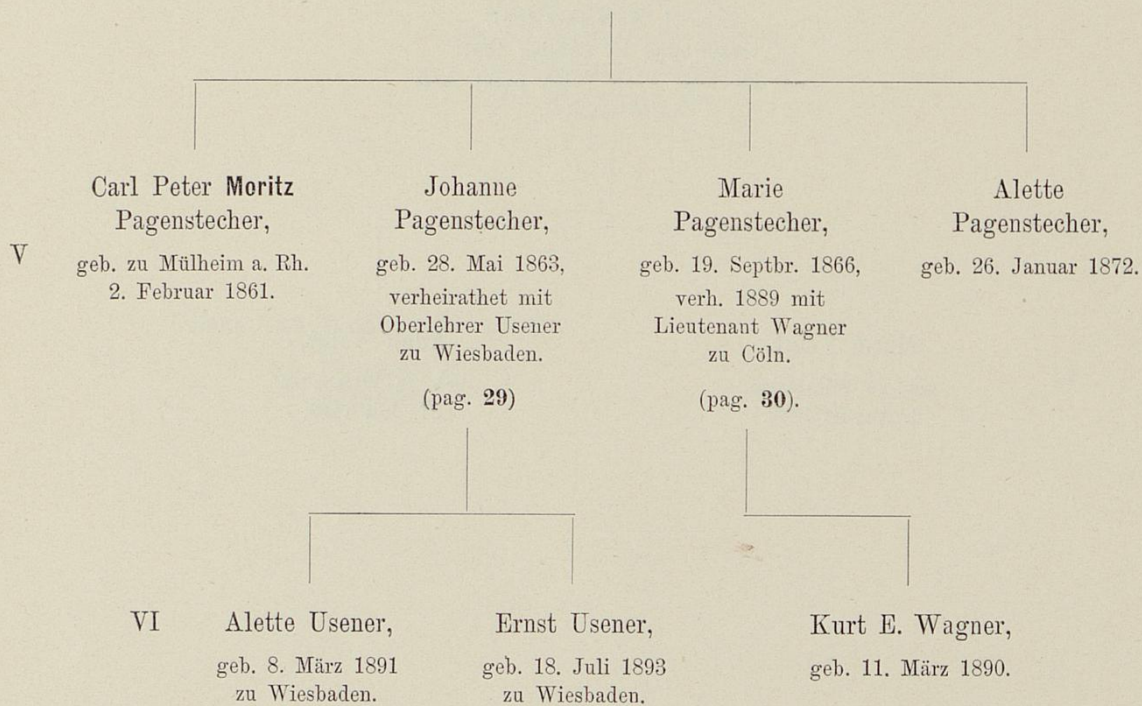 V
Carl Peter Moritz
Pagenstecher,
geb. zu Mülheim a. Rh.
2. Februar 1861.
Johanne
Pagenstecher,
geb. 28. Mai 1863,
verheirathet mit
Oberlehrer Usener
zu Wiesbaden.
(pag. 29)
Marie
Pagenstecher,
geb. 19. Septbr. 1866,
verh. 1889 mit
Lieutenant Wagner
zu Cöln.
(pag. 30).
Alette
Pagenstecher,
geb. 26. Januar 1872.
VI
Alette Usener,
geb. 8. März 1891
zu Wiesbaden.
Ernst Usener,
geb. 18. Juli 1893
zu Wiesbaden.
Kurt E. Wagner,
geb. 11. März 1890.